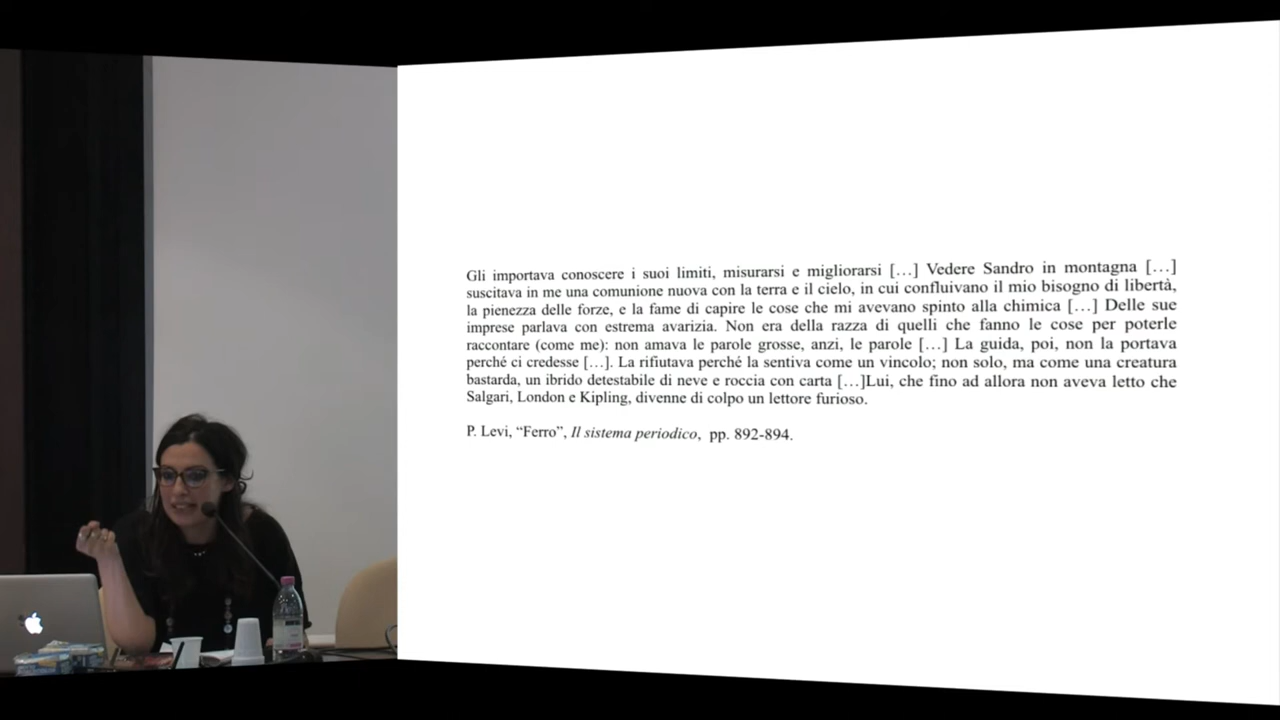 Gli importava conoscere i suoi limiti, misurarsi e migliorarsi […] Vedere Sandro in montagna […]
suscitava in me una comunione nuova con la terra e il cielo, in cui confluivano il mio bisogno di libertà,
la pienezza delle forze, e la fame di capire le cose che mi avevano spinto alla chimica […] Delle sue
imprese parlava con estrema avarizia. Non era della razza di quelli che fanno le cose per poterle
raccontare (come me): non amava le parole grosse, anzi, le parole […] La guida, poi, non la portava
perché ci credesse […]. La rifiutava perché la sentiva come un vincolo; non solo, ma come una creatura
bastarda, un ibrido detestabile di neve e roccia con carta […]Lui, che fino ad allora non aveva letto che
Salgari, London e Kipling, divenne di colpo un lettore furioso.
P. Levi, “Ferro”, Il sistema periodico, pp. 892-894.